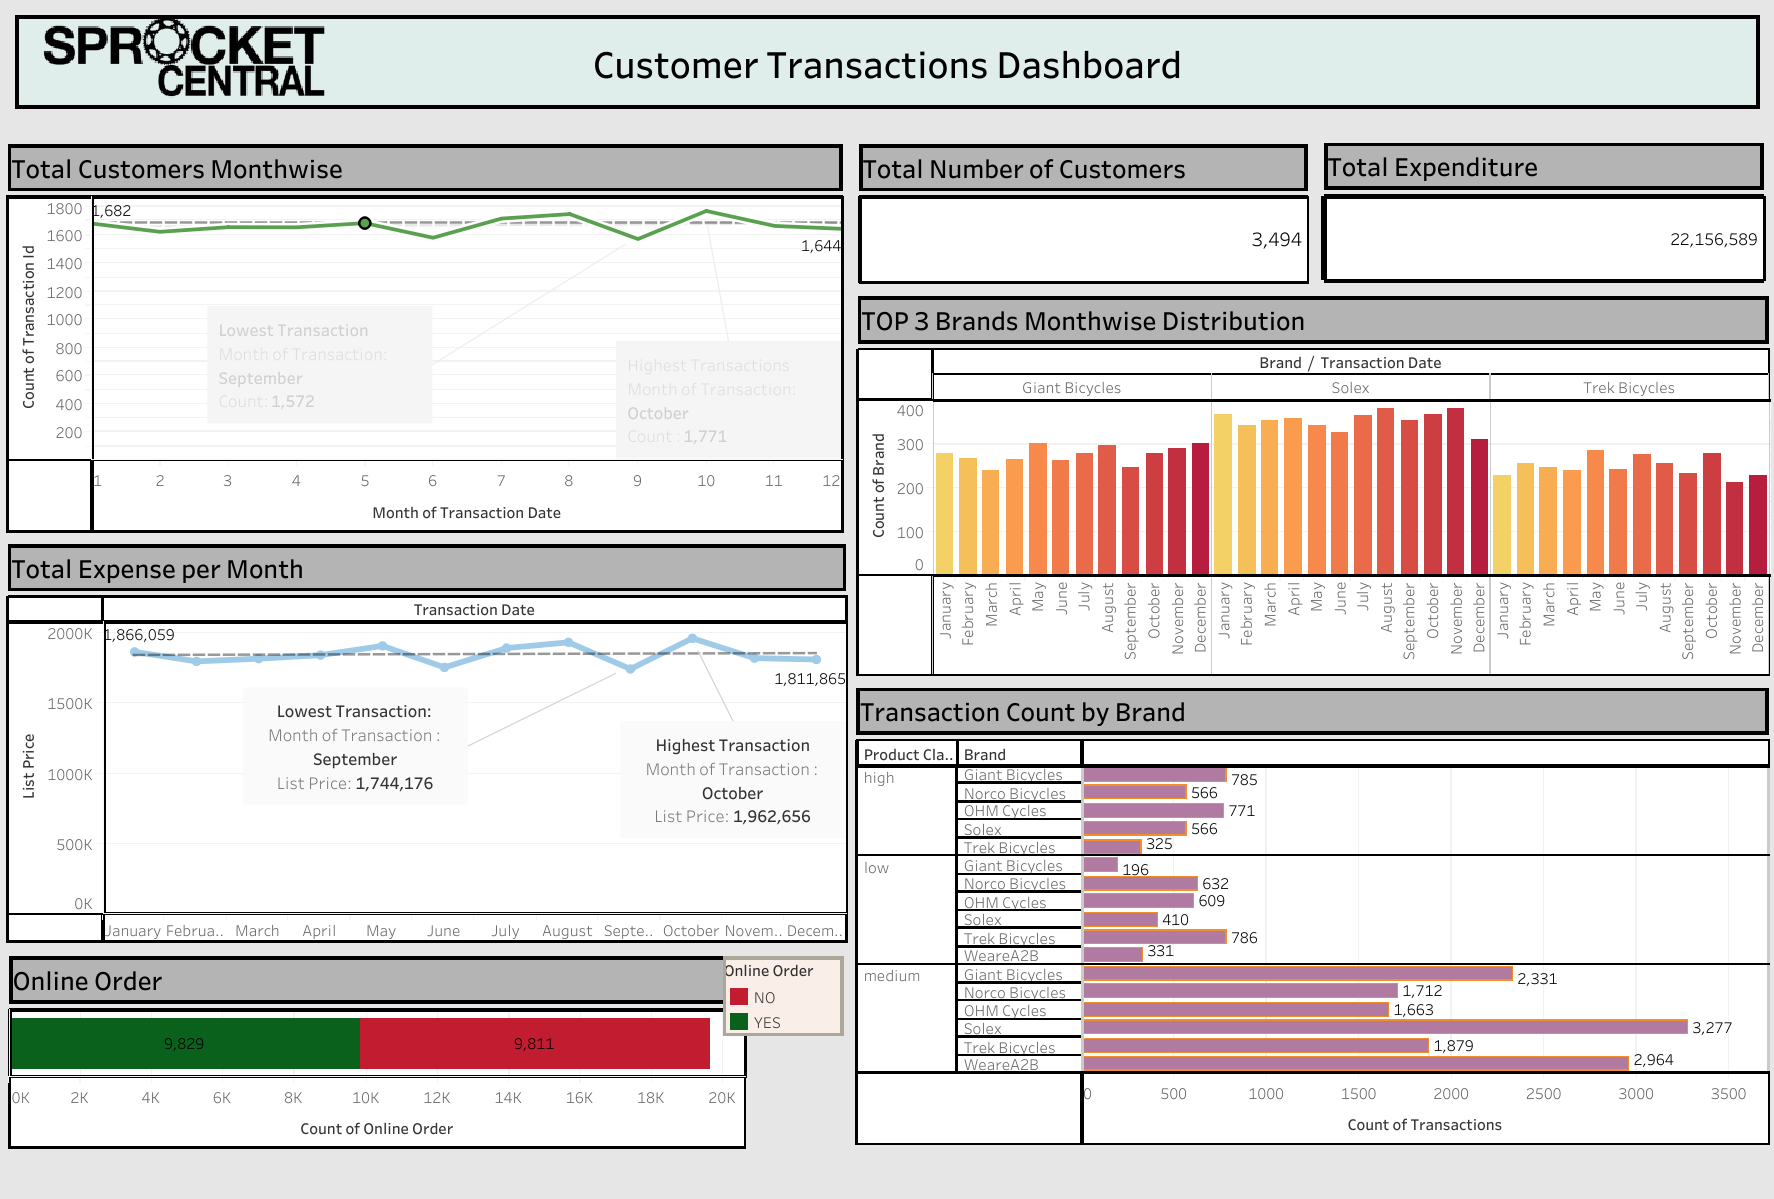 SPROCKET
CENTRAL
Customer Transactions Dashboard
Total Customers Monthwise
Count of Transaction Id
1800
1600
1400
1200
1000
800
600
400
200
1,682
1,644
Lowest Transaction
Month of Transaction:
September
Count: 1,572
Highest Transactions
Month of Transaction:
October
Count : 1,771
1 2 3 4 5 6 7 8 9 10 11 12
Month of Transaction Date
Total Expense per Month
Transaction Date
List Price
2000K
1500K
1000K
500K
0K
1,866,059
1,811,865
Lowest Transaction:
Month of Transaction :
September
List Price: 1,744,176
Highest Transaction
Month of Transaction :
October
List Price: 1,962,656
January Februa.. March April May June July August Septe.. October Novem.. Decem..
Online Order
Online Order
NO
YES
9,829 9,811
0K 2K 4K 6K 8K 10K 12K 14K 16K 18K 20K
Count of Online Order
Total Number of Customers
3,494
Total Expenditure
22,156,589
TOP 3 Brands Monthwise Distribution
Brand / Transaction Date
Giant Bicycles Solex Trek Bicycles
Count of Brand
400
300
200
100
0
January February March April May June July August September October November December January February March April May June July August September October November December January February March April May June July August September October November December
Transaction Count by Brand
Product Cla.. Brand
high Giant Bicycles 785
Norco Bicycles 566
OHM Cycles 771
Solex 566
Trek Bicycles 325
low Giant Bicycles 196
Norco Bicycles 632
OHM Cycles 609
Solex 410
Trek Bicycles 786
WeareA2B 331
medium Giant Bicycles 2,331
Norco Bicycles 1,712
OHM Cycles 1,663
Solex 3,277
Trek Bicycles 1,879
WeareA2B 2,964
0 500 1000 1500 2000 2500 3000 3500
Count of Transactions